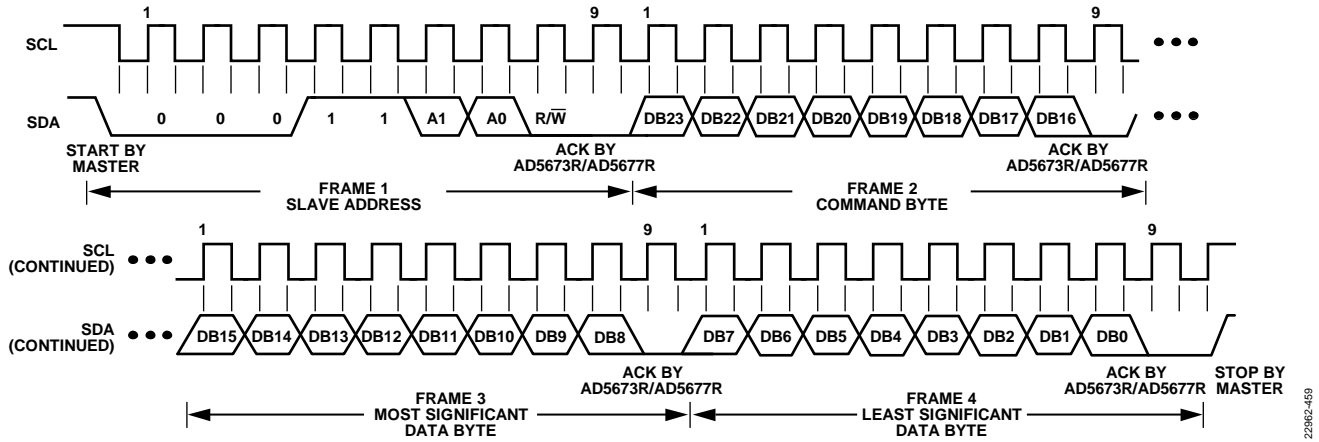 1 9 1 9
SCL
SDA
0 0 0 1 1 A1 A0 R/W̅ DB23 DB22 DB21 DB20 DB19 DB18 DB17 DB16
START BY
MASTER
ACK BY
AD5673R/AD5677R
ACK BY
AD5673R/AD5677R
FRAME 1
SLAVE ADDRESS
FRAME 2
COMMAND BYTE
1 9 1 9
SCL
(CONTINUED)
SDA
(CONTINUED)
DB15 DB14 DB13 DB12 DB11 DB10 DB9 DB8 DB7 DB6 DB5 DB4 DB3 DB2 DB1 DB0
ACK BY
AD5673R/AD5677R
ACK BY
AD5673R/AD5677R
STOP BY
MASTER
FRAME 3
MOST SIGNIFICANT
DATA BYTE
FRAME 4
LEAST SIGNIFICANT
DATA BYTE
22962-459